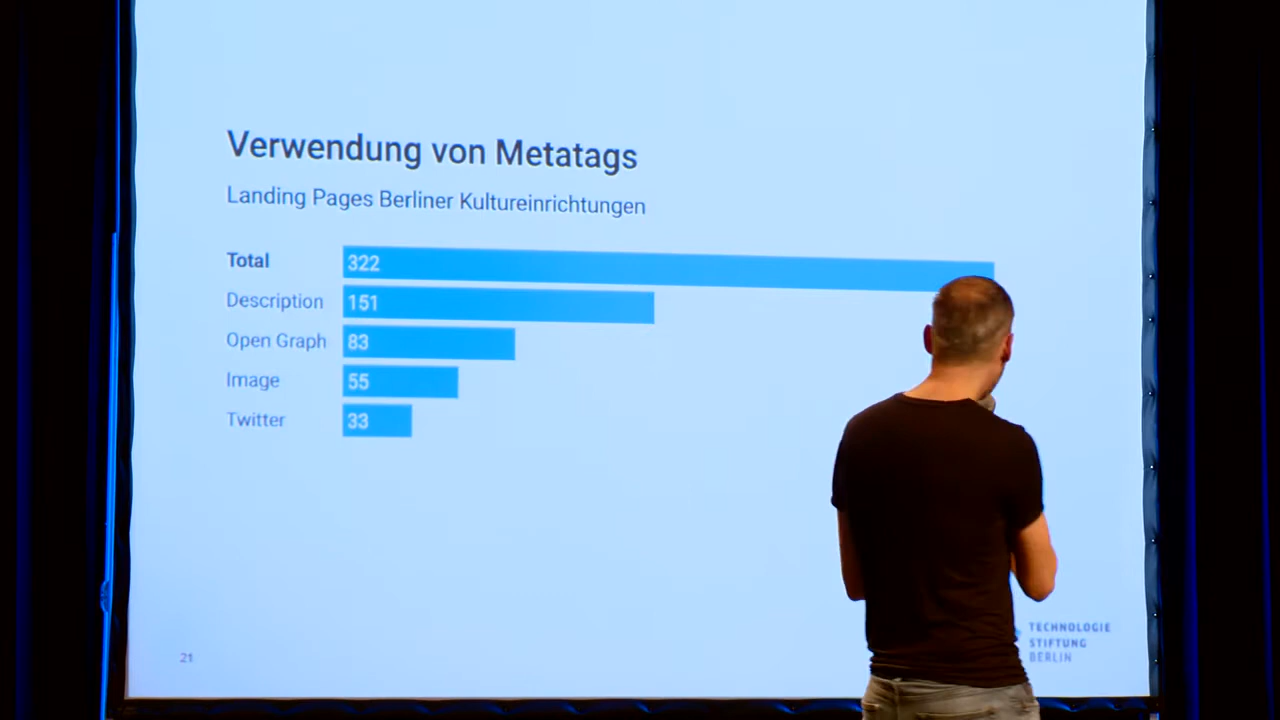 Verwendung von Metatags
Landing Pages Berliner Kultureinrichtungen
Total 322
Description 151
Open Graph 83
Image 55
Twitter 33
21
TECHNOLOGIE
STIFTUNG
BERLIN